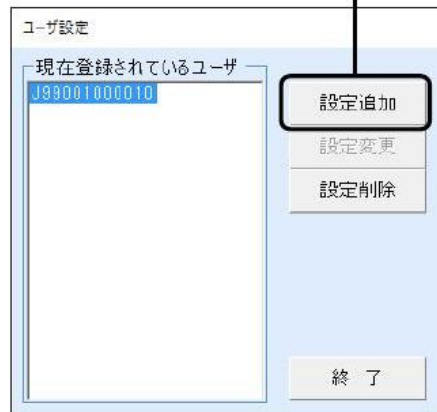 ユーザ設定
現在登録されているユーザ
J99001000010
設定追加
設定変更
設定削除
終 了